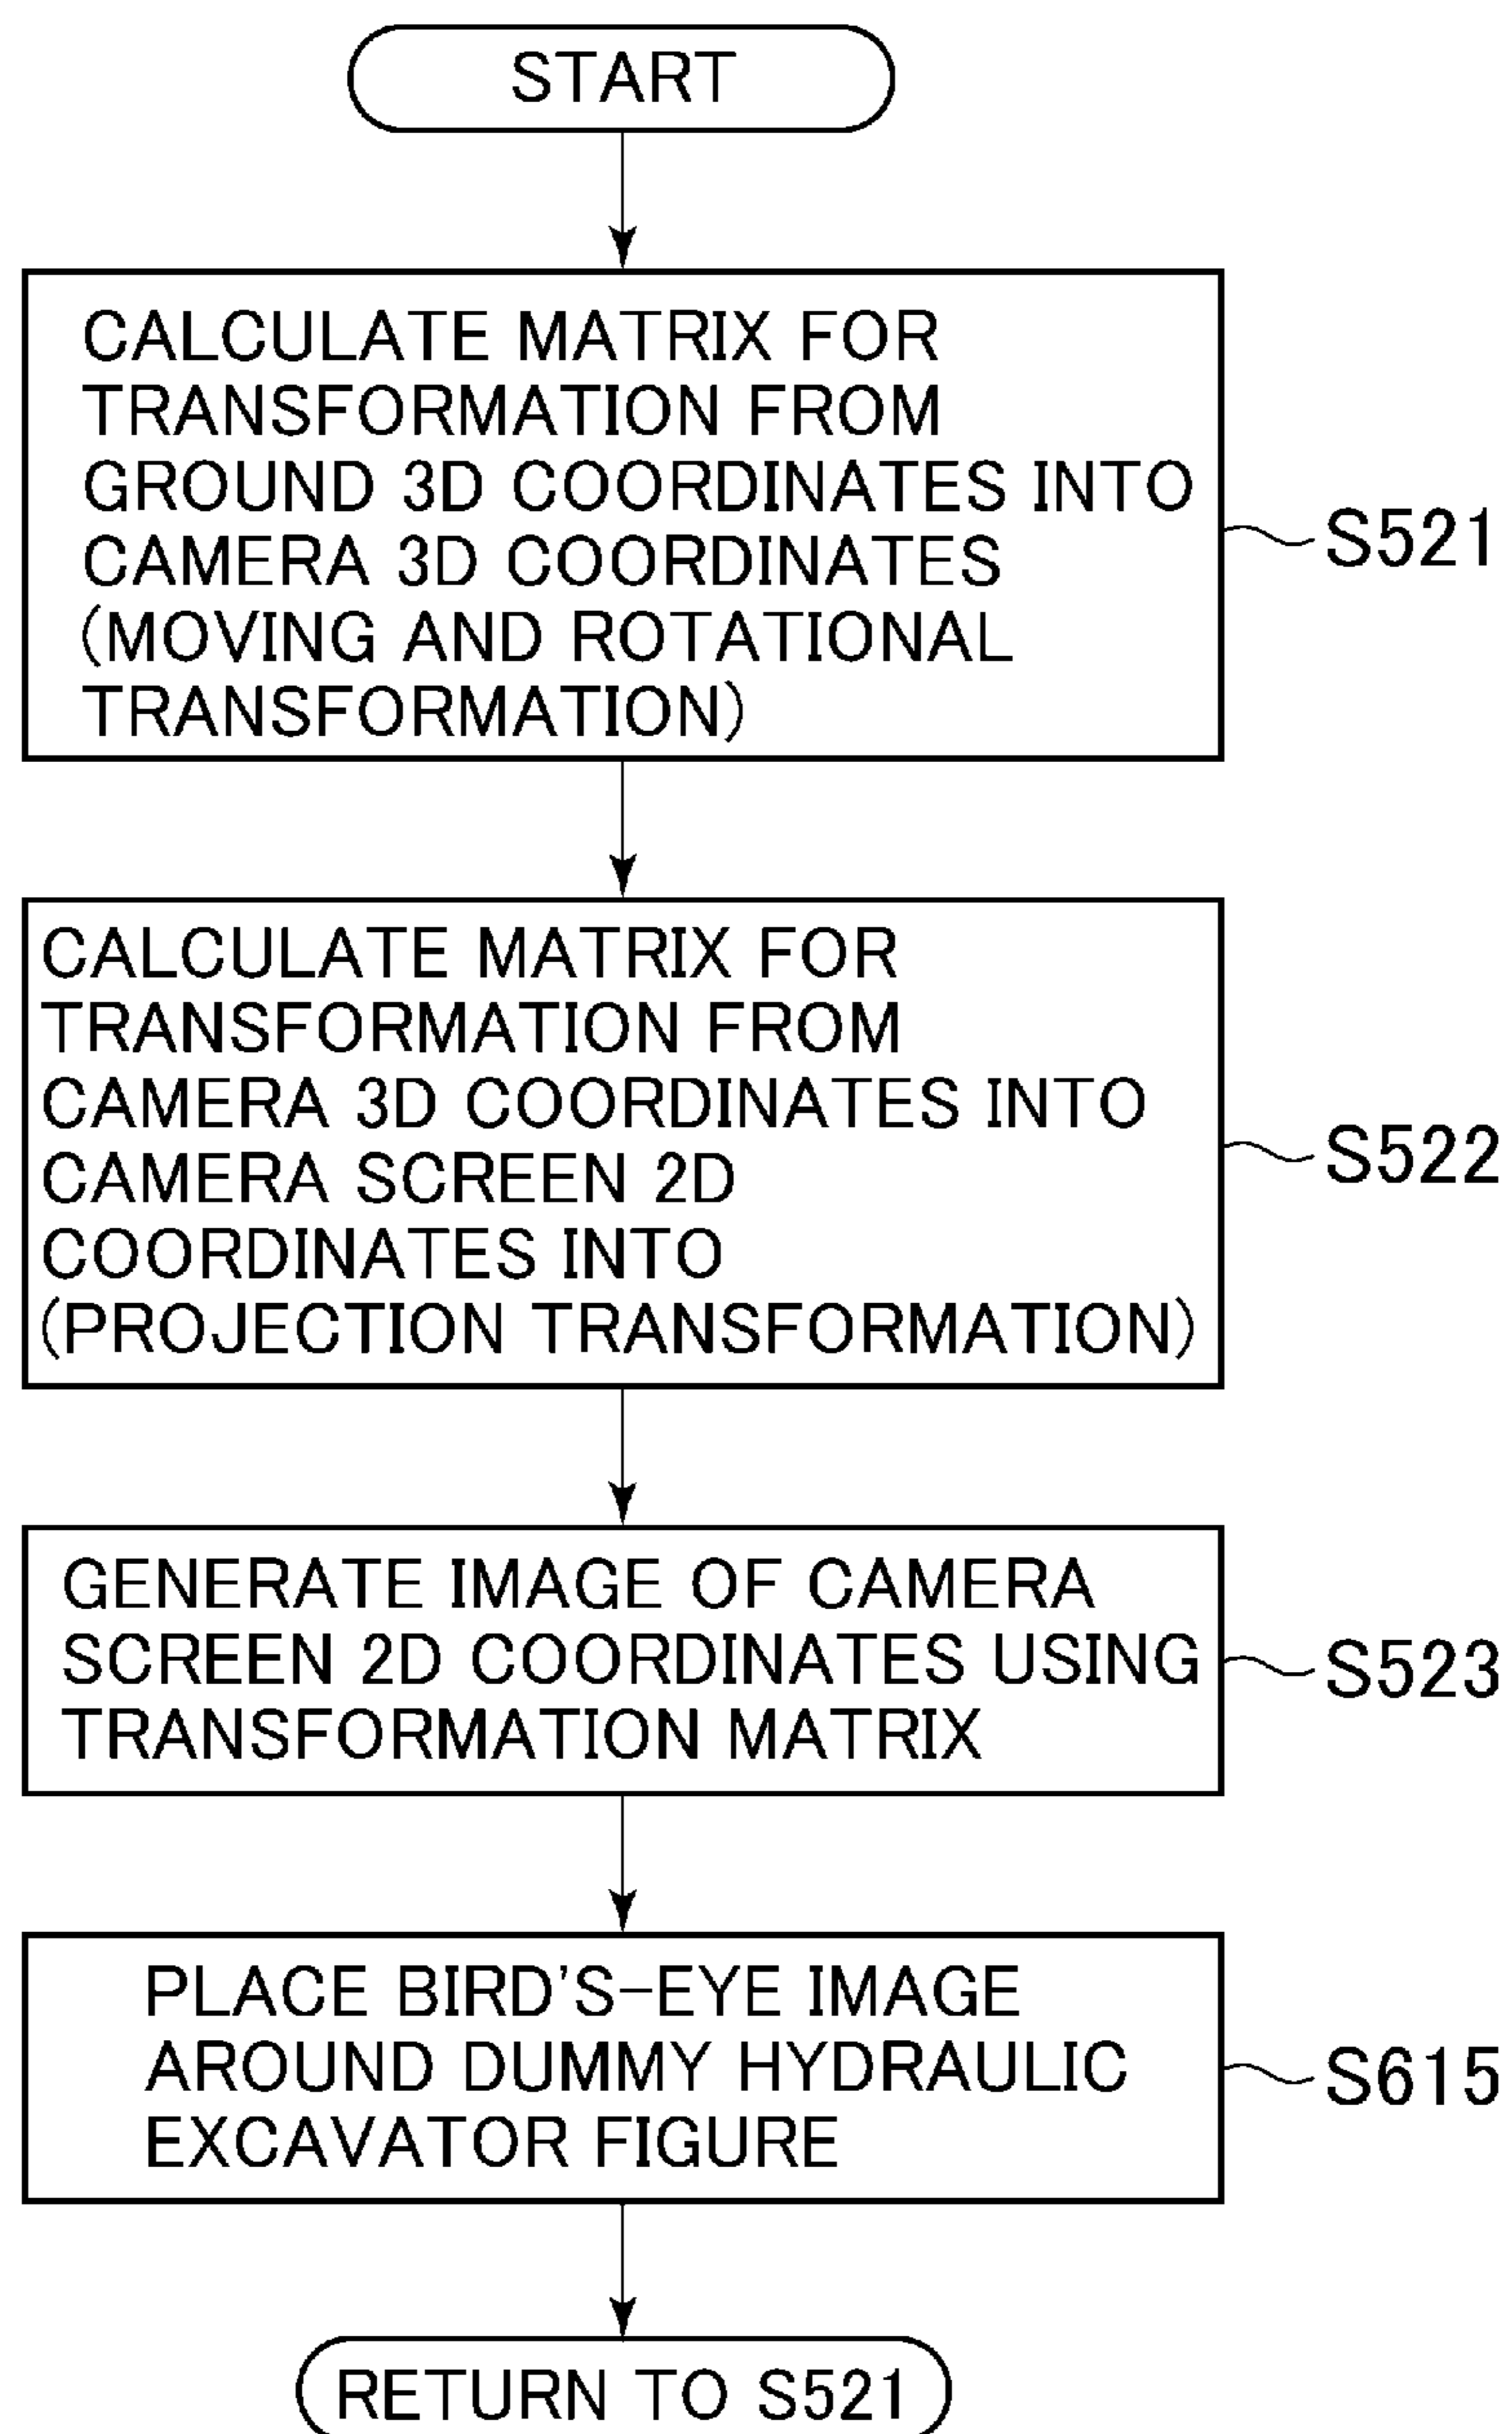 START
CALCULATE MATRIX FOR
TRANSFORMATION FROM
GROUND 3D COORDINATES INTO
CAMERA 3D COORDINATES
(MOVING AND ROTATIONAL
TRANSFORMATION)
S521
CALCULATE MATRIX FOR
TRANSFORMATION FROM
CAMERA 3D COORDINATES INTO
CAMERA SCREEN 2D
COORDINATES INTO
(PROJECTION TRANSFORMATION)
S522
GENERATE IMAGE OF CAMERA
SCREEN 2D COORDINATES USING
TRANSFORMATION MATRIX
S523
PLACE BIRD'S-EYE IMAGE
AROUND DUMMY HYDRAULIC
EXCAVATOR FIGURE
S615
RETURN TO S521